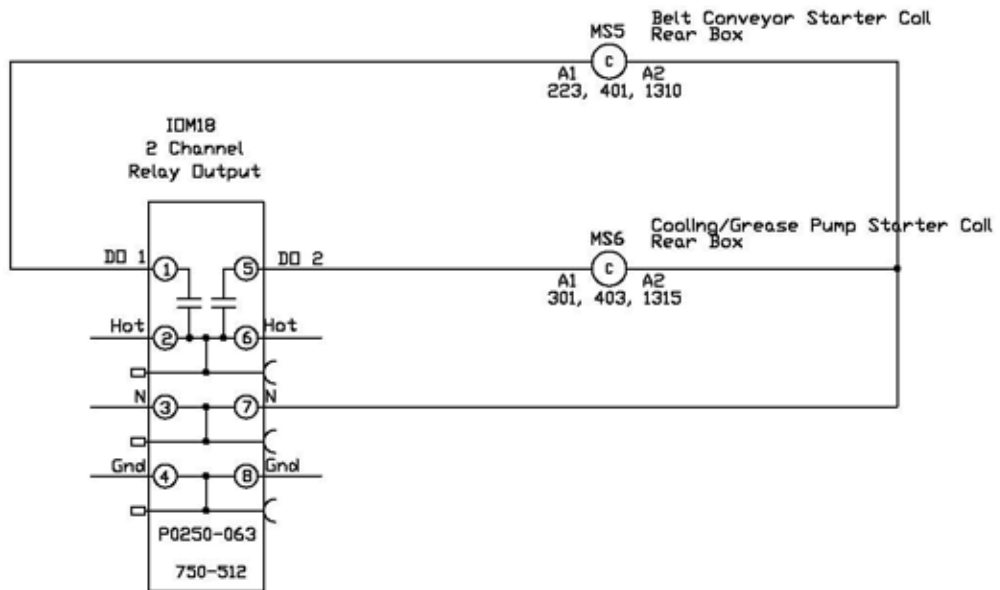 Belt Conveyor Starter Coil
Rear Box
MS5
C
A1 A2
223, 401, 1310
IOM18
2 Channel
Relay Output
Cooling/Grease Pump Starter Coil
Rear Box
MS6
C
A1 A2
301, 403, 1315
DO 1 1 5 DO 2
Hot 2 6 Hot
N 3 7 N
Gnd 4 8 Gnd
P0250-063
750-512